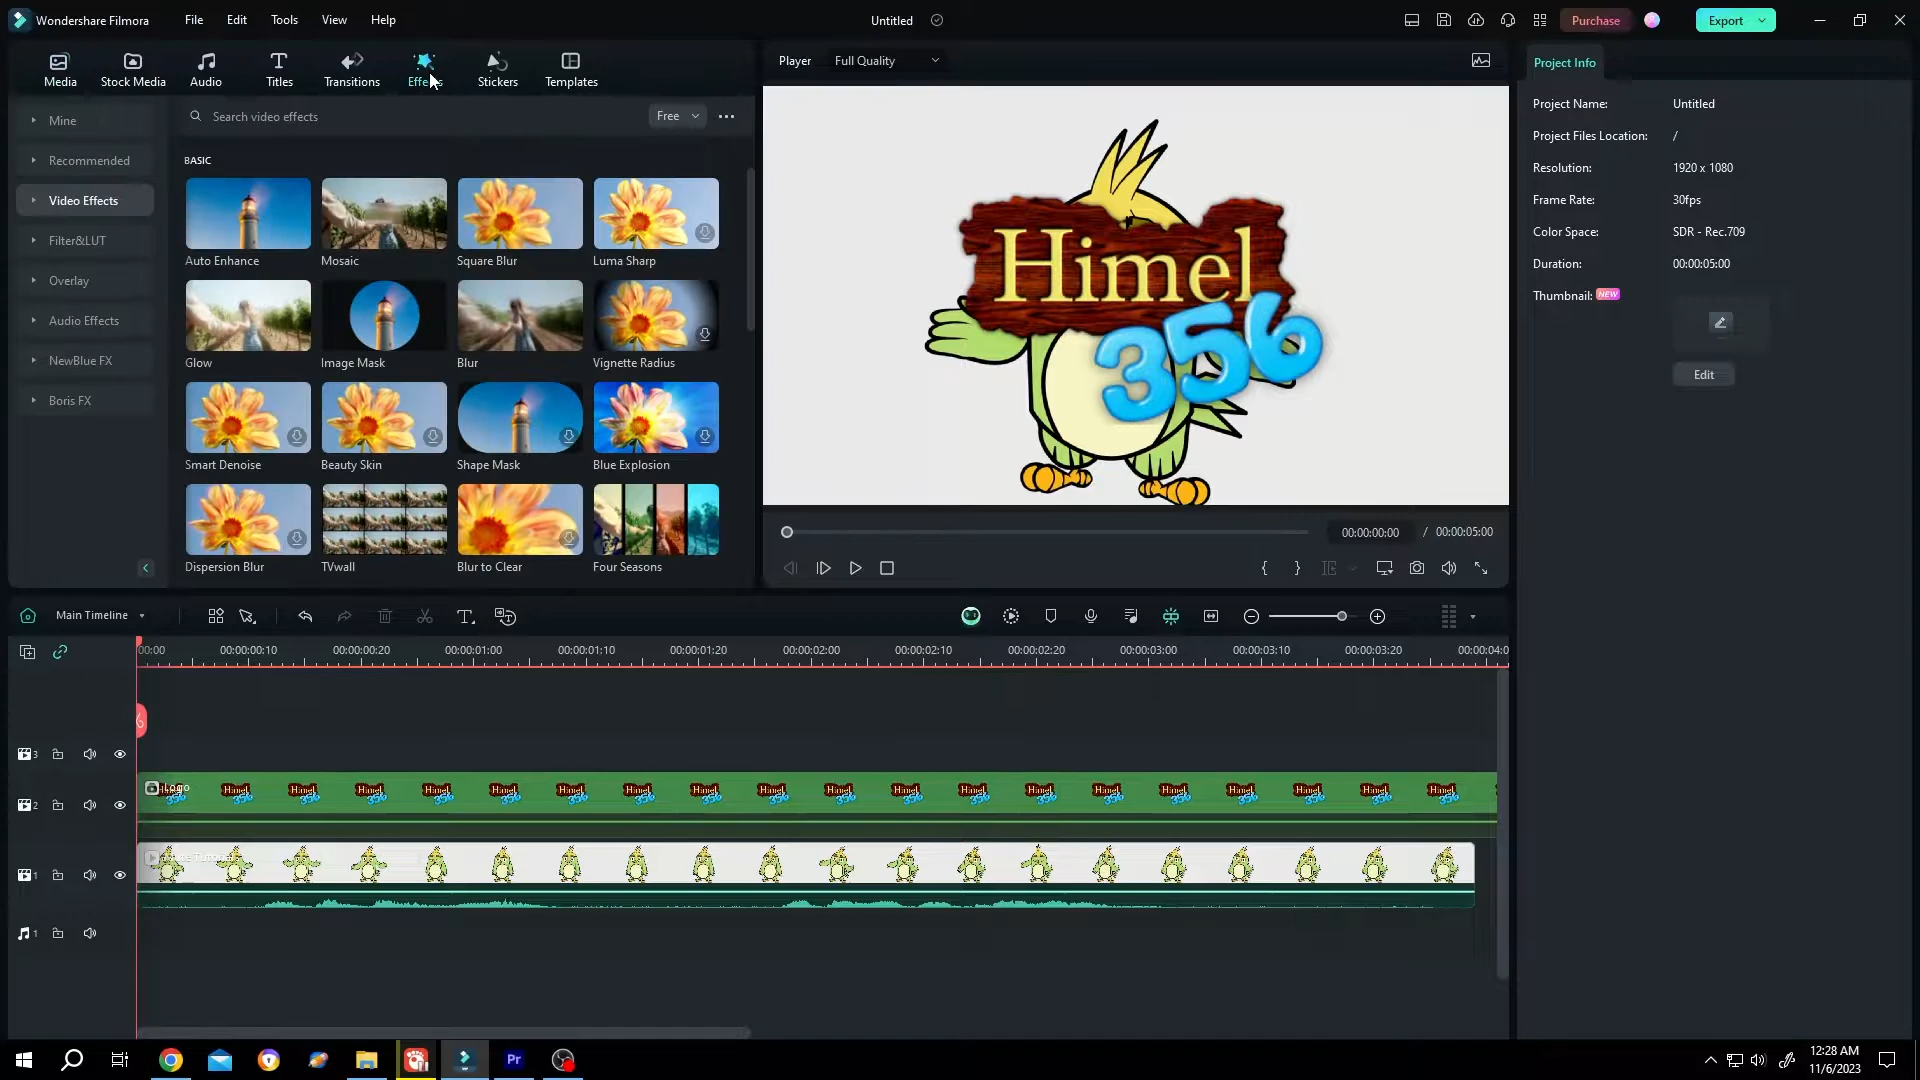 Wondershare Filmora
File
Edit
Tools
View
Help
Untitled
Purchase
Export
Media
Stock Media
Audio
Titles
Transitions
Effects
Stickers
Templates
Player
Full Quality
Project Info
Mine
Recommended
Video Effects
Filter&LUT
Overlay
Audio Effects
NewBlue FX
Boris FX
Search video effects
Free
BASIC
Auto Enhance
Mosaic
Square Blur
Luma Sharp
Glow
Image Mask
Blur
Vignette Radius
Smart Denoise
Beauty Skin
Shape Mask
Blue Explosion
Dispersion Blur
TVwall
Blur to Clear
Four Seasons
Himel
356
00:00:00:00 / 00:00:05:00
Project Name: Untitled
Project Files Location: /
Resolution: 1920 x 1080
Frame Rate: 30fps
Color Space: SDR - Rec.709
Duration: 00:00:05:00
Thumbnail: NEW
Edit
Main Timeline
00:00 00:00:00:10 00:00:00:20 00:00:01:00 00:00:01:10 00:00:01:20 00:00:02:00 00:00:02:10 00:00:02:20 00:00:03:00 00:00:03:10 00:00:03:20 00:00:04:0
3
2
Logo
1
1
Pr
12:28 AM
11/6/2023